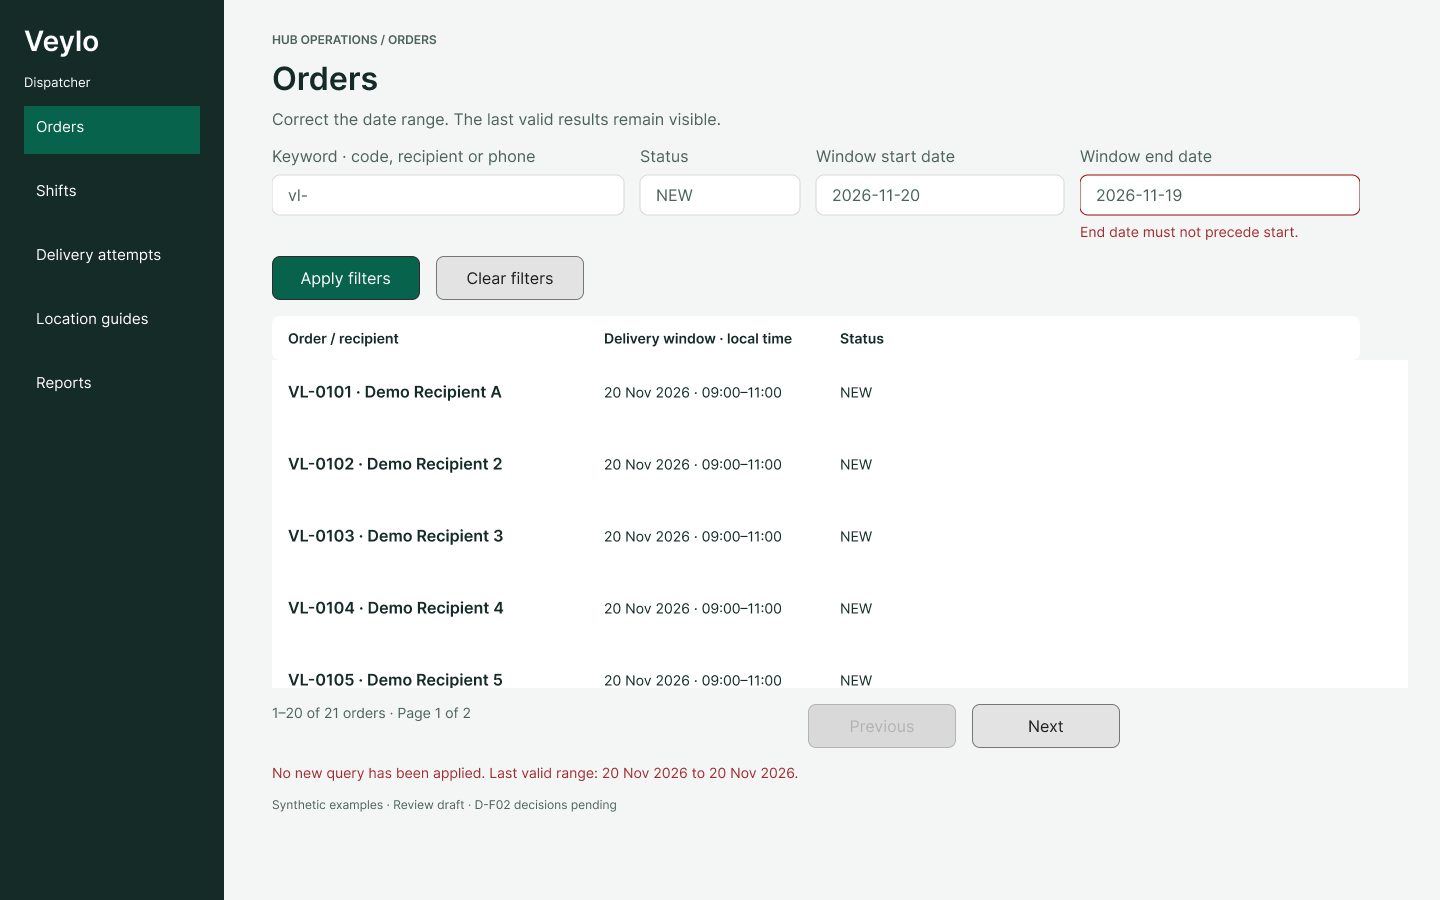 Veylo
Dispatcher
Orders
Shifts
Delivery attempts
Location guides
Reports
HUB OPERATIONS / ORDERS
Orders
Correct the date range. The last valid results remain visible.
Keyword · code, recipient or phone
Status
Window start date
Window end date
vl-
NEW
2026-11-20
2026-11-19
End date must not precede start.
Apply filters
Clear filters
Order / recipient
Delivery window · local time
Status
VL-0101 · Demo Recipient A
20 Nov 2026 · 09:00–11:00
NEW
VL-0102 · Demo Recipient 2
20 Nov 2026 · 09:00–11:00
NEW
VL-0103 · Demo Recipient 3
20 Nov 2026 · 09:00–11:00
NEW
VL-0104 · Demo Recipient 4
20 Nov 2026 · 09:00–11:00
NEW
VL-0105 · Demo Recipient 5
20 Nov 2026 · 09:00–11:00
NEW
1–20 of 21 orders · Page 1 of 2
Previous
Next
No new query has been applied. Last valid range: 20 Nov 2026 to 20 Nov 2026.
Synthetic examples · Review draft · D-F02 decisions pending